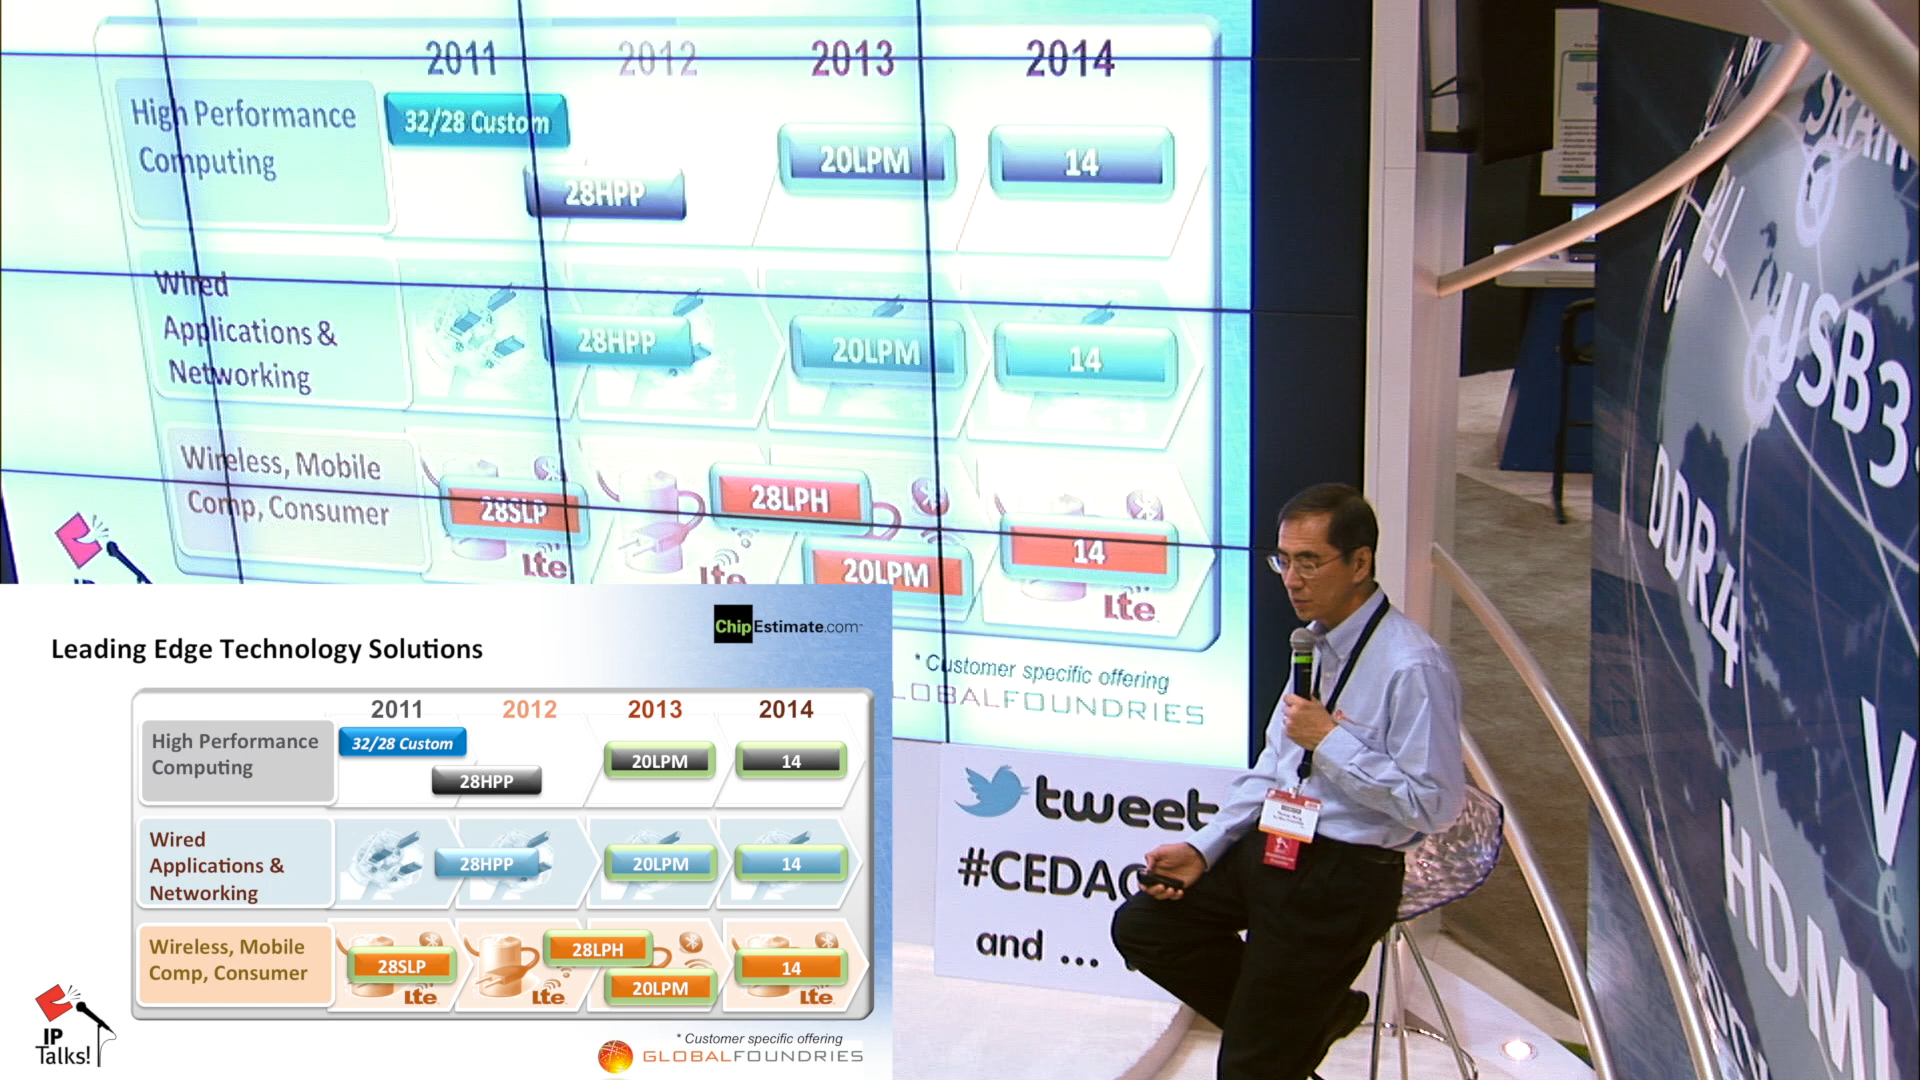 2011 2012 2013 2014
High Performance
Computing
32/28 Custom
28HPP
20LPM
14
Wired
Applications &
Networking
28HPP
20LPM
14
Wireless, Mobile
Comp, Consumer
28SLP
28LPH
20LPM
14
Lte
Lte
Lte
* Customer specific offering
LOBALFOUNDRIES
ChipEstimate.com
Leading Edge Technology Solutions
2011 2012 2013 2014
High Performance
Computing
32/28 Custom
28HPP
20LPM
14
Wired
Applications &
Networking
28HPP
20LPM
14
Wireless, Mobile
Comp, Consumer
28SLP
28LPH
20LPM
14
Lte
Lte
Lte
IP
Talks!
* Customer specific offering
GLOBALFOUNDRIES
tweet
#CEDA
and ...
SRAM
PLL
USB3
DDR4
HDMI